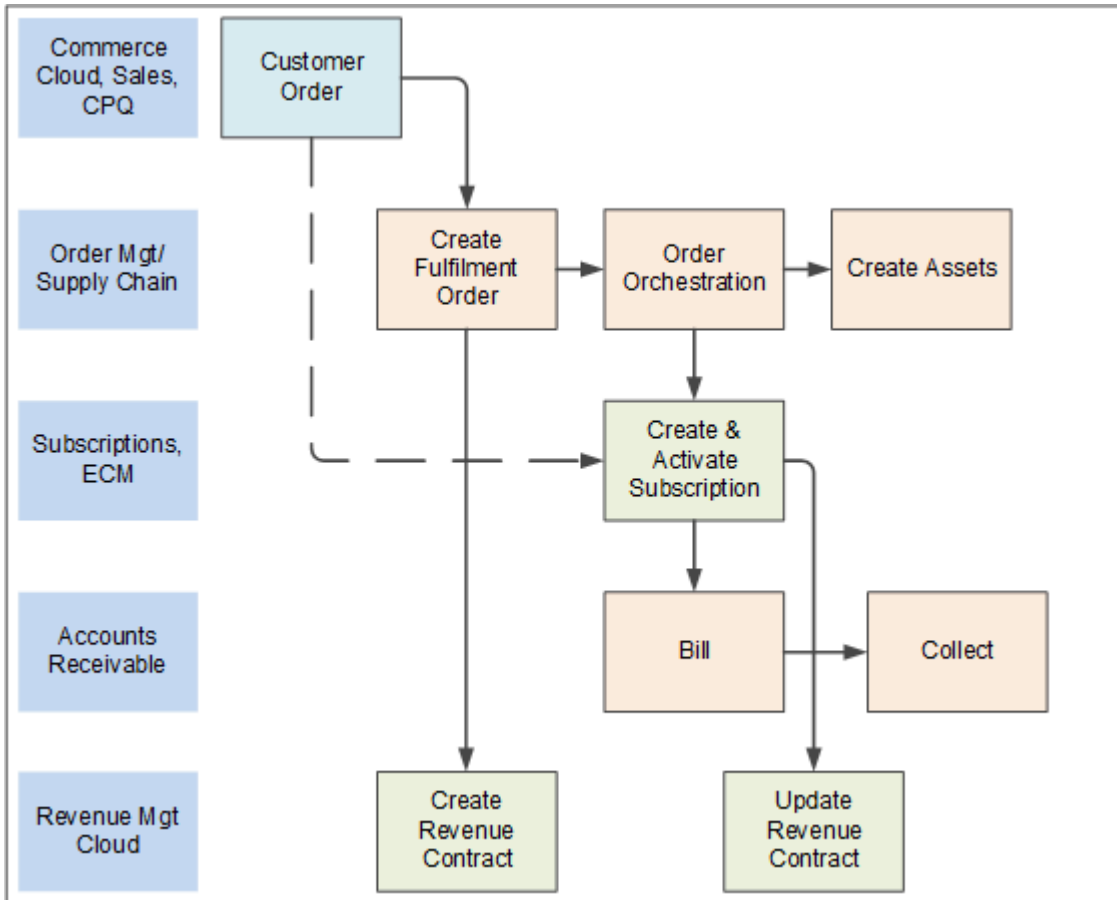 Commerce
Cloud, Sales,
CPQ
Customer
Order
Order Mgt/
Supply Chain
Create
Fulfilment
Order
Order
Orchestration
Create Assets
Subscriptions,
ECM
Create &
Activate
Subscription
Accounts
Receivable
Bill
Collect
Revenue Mgt
Cloud
Create
Revenue
Contract
Update
Revenue
Contract